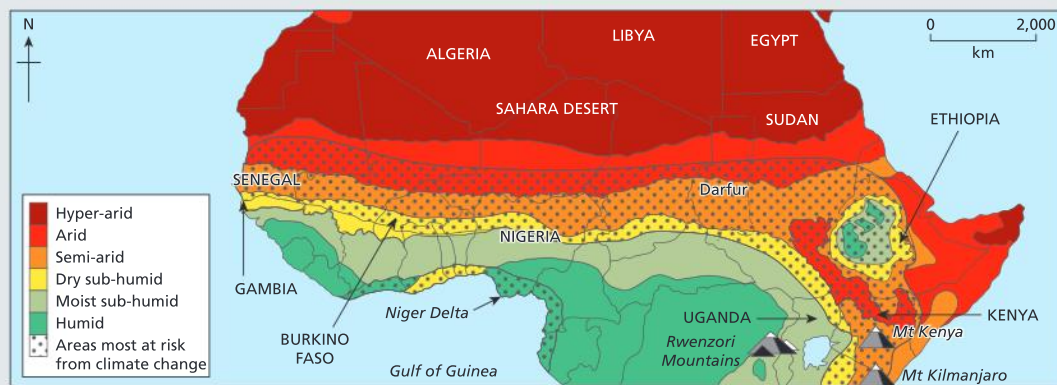 N
0 2,000
km
ALGERIA
LIBYA
EGYPT
SAHARA DESERT
SUDAN
ETHIOPIA
SENEGAL
Darfur
Hyper-arid
Arid
Semi-arid
Dry sub-humid
Moist sub-humid
Humid
Areas most at risk
from climate change
NIGERIA
GAMBIA
Niger Delta
BURKINO
FASO
Gulf of Guinea
UGANDA
Rwenzori
Mountains
KENYA
Mt Kenya
Mt Kilmanjaro